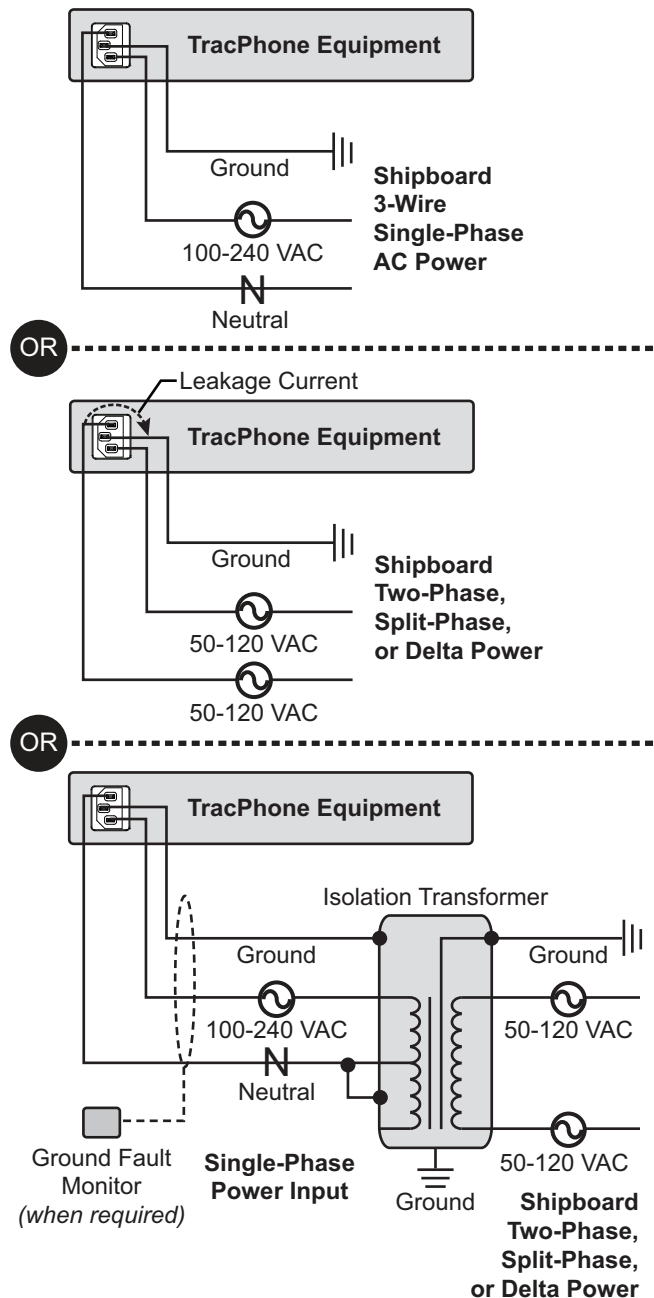 TracPhone Equipment
Ground
Shipboard
3-Wire
Single-Phase
AC Power
100-240 VAC
N
Neutral
OR
Leakage Current
TracPhone Equipment
Ground
Shipboard
Two-Phase,
Split-Phase,
or Delta Power
50-120 VAC
50-120 VAC
OR
TracPhone Equipment
Isolation Transformer
Ground
Ground
100-240 VAC
50-120 VAC
N
Neutral
Ground Fault
Monitor
(when required)
Single-Phase
Power Input
Ground
50-120 VAC
Shipboard
Two-Phase,
Split-Phase,
or Delta Power